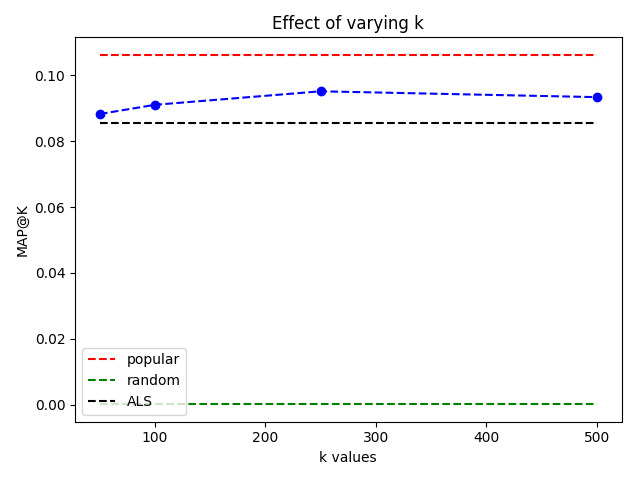 Effect of varying k
MAP@K
0.10
0.08
0.06
0.04
0.02
0.00
popular
random
ALS
100
200
300
400
500
k values